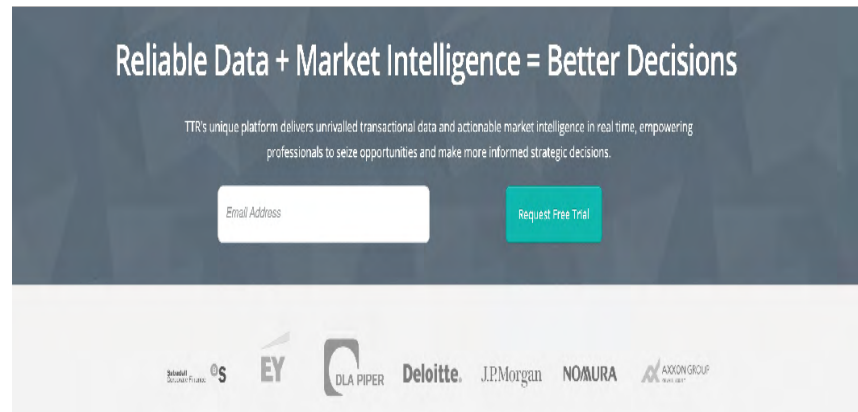 Reliable Data + Market Intelligence = Better Decisions
TTR's unique platform delivers unrivalled transactional data and actionable market intelligence in real time, empowering
professionals to seize opportunities and make more informed strategic decisions.
Email Address
Request Free Trial
S
EY
DLA PIPER
Deloitte.
J.P.Morgan
NOMURA
AXXON GROUP